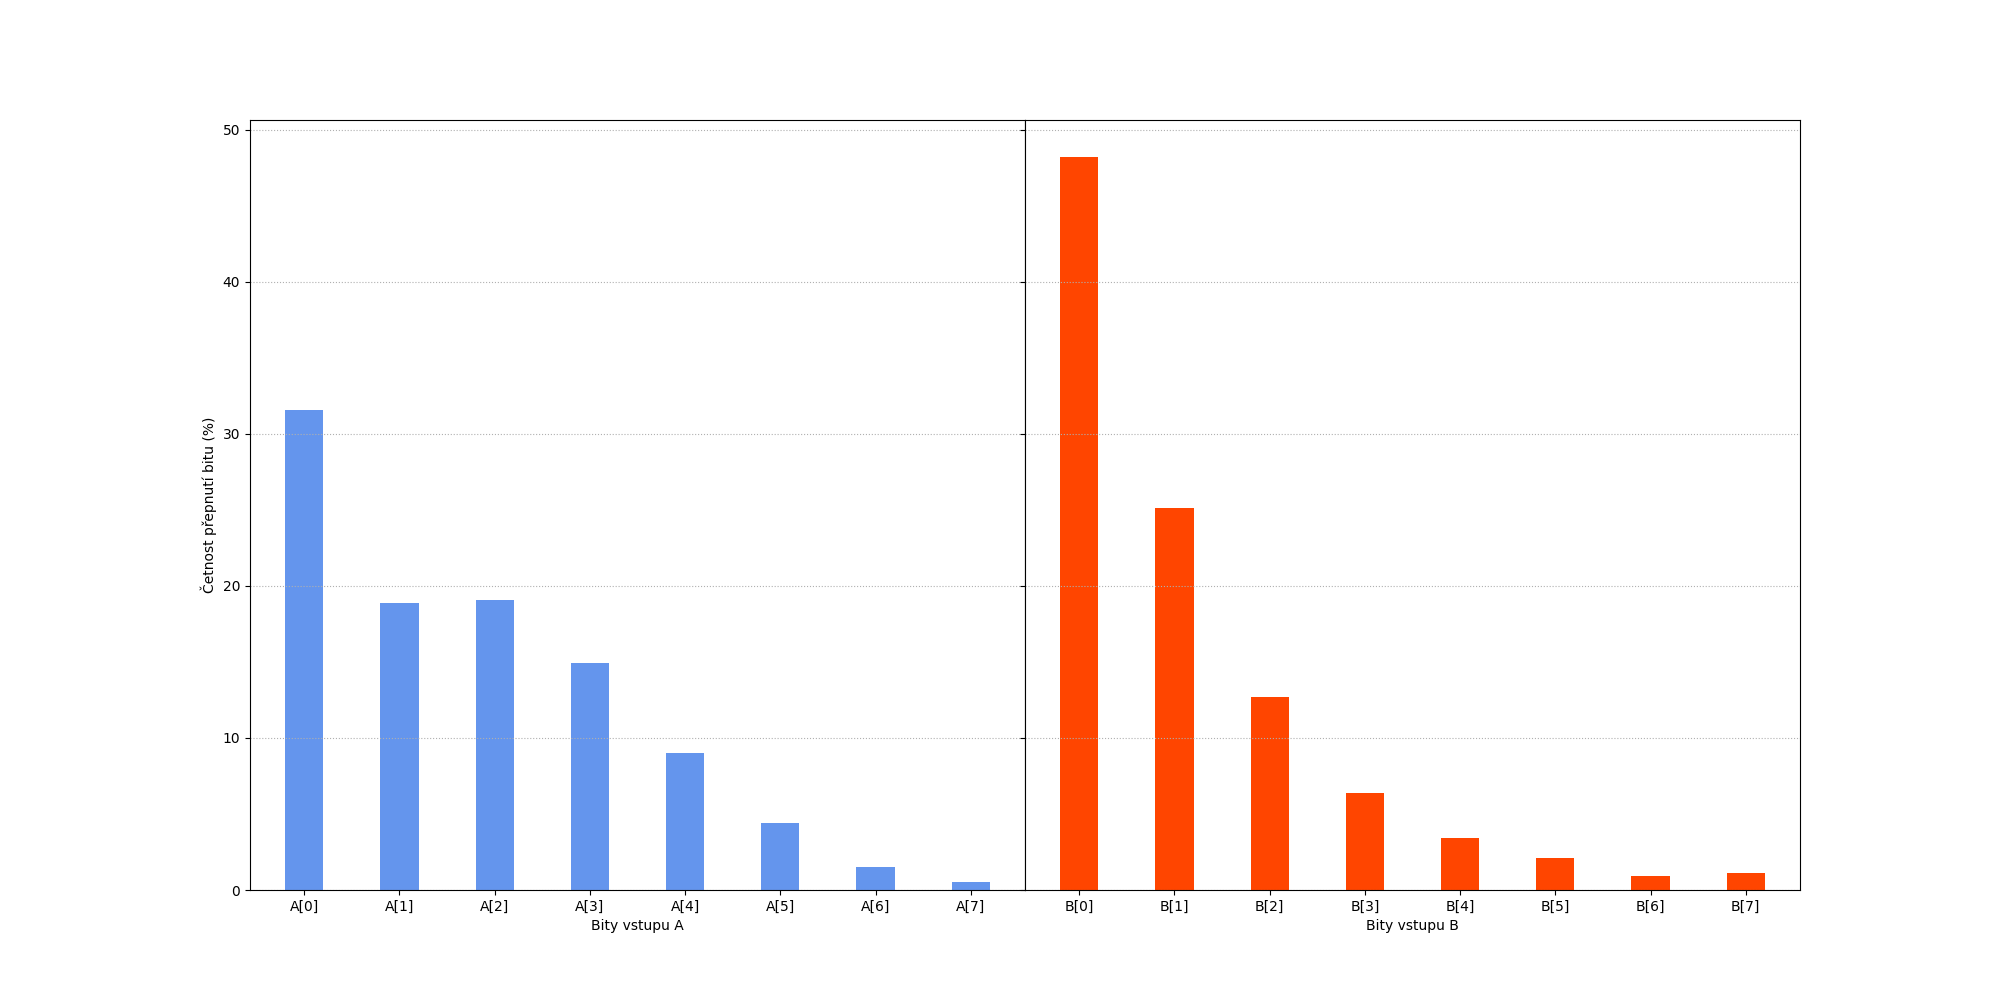 Četnost přepnutí bitu (%)
50
40
30
20
10
0
A[0] A[1] A[2] A[3] A[4] A[5] A[6] A[7]
Bity vstupu A
B[0] B[1] B[2] B[3] B[4] B[5] B[6] B[7]
Bity vstupu B